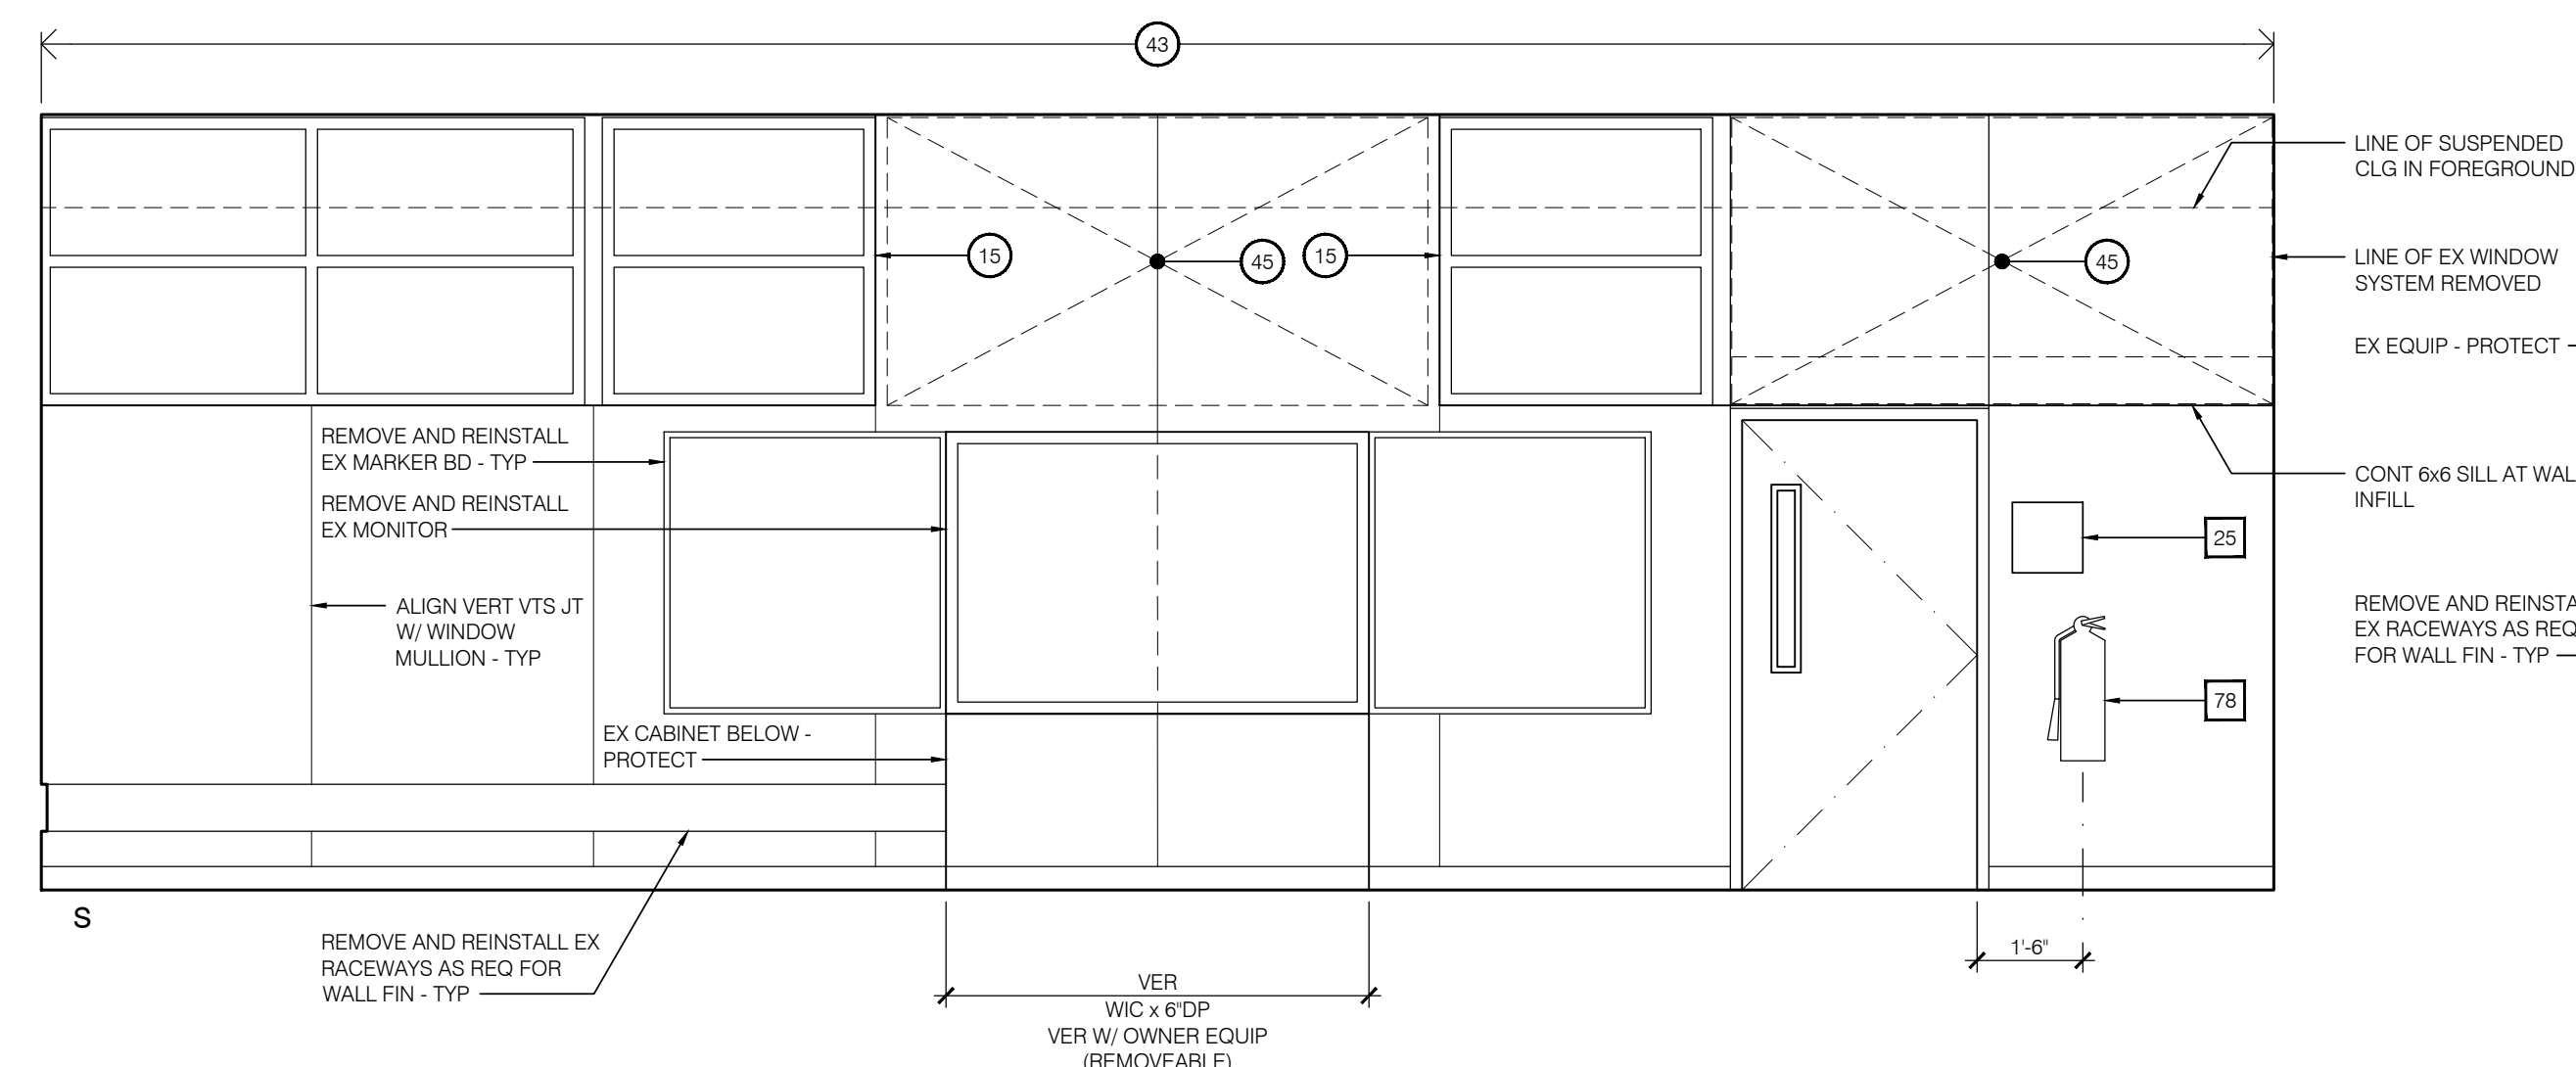 43
LINE OF SUSPENDED
CLG IN FOREGROUND
15
45
15
45
LINE OF EX WINDOW
SYSTEM REMOVED
EX EQUIP - PROTECT
REMOVE AND REINSTALL
EX MARKER BD - TYP
REMOVE AND REINSTALL
EX MONITOR
CONT 6x6 SILL AT
INFILL
25
ALIGN VERT VTS JT
W/ WINDOW
MULLION - TYP
REMOVE AND
EX RACEWAYS AS
FOR WALL FIN - TYP
78
EX CABINET BELOW -
PROTECT
S
REMOVE AND REINSTALL EX
RACEWAYS AS REQ FOR
WALL FIN - TYP
1'-6"
VER
WIC x 6"DP
VER W/ OWNER EQUIP
(REMOVEABLE)